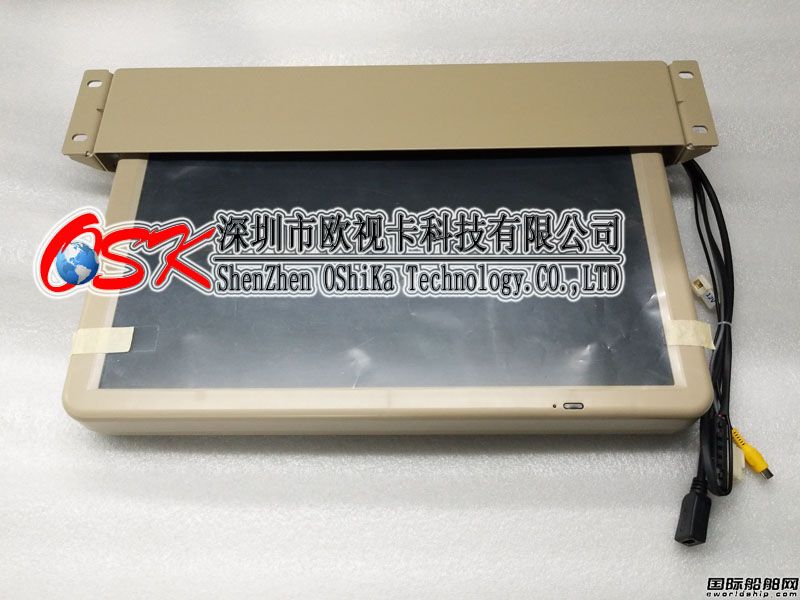 OSK
深圳市欧视卡科技有限公司
ShenZhen OShiKa Technology.CO.,LTD
国际船舶网
eworldship.com